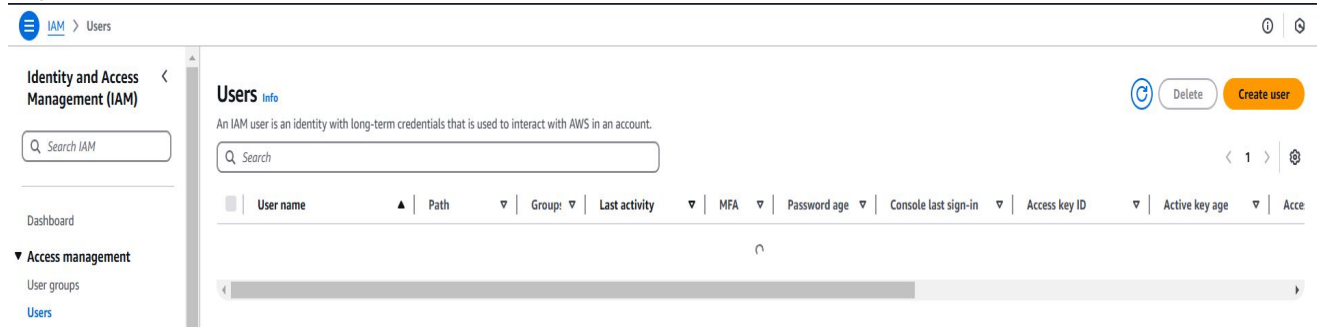 IAM > Users
Identity and Access
Management (IAM)
Search IAM
Dashboard
Access management
User groups
Users
Users Info
Delete
Create user
An IAM user is an identity with long-term credentials that is used to interact with AWS in an account.
Search
1
User name Path Groups Last activity MFA Password age Console last sign-in Access key ID Active key age Acce